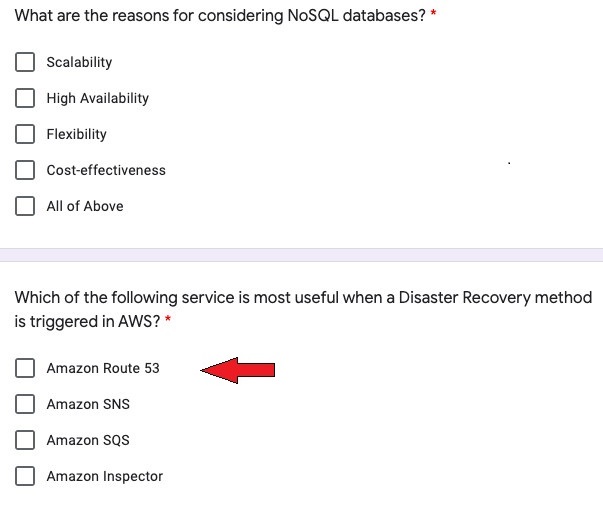 What are the reasons for considering NoSQL databases? *
Scalability
High Availability
Flexibility
Cost-effectiveness
All of Above
Which of the following service is most useful when a Disaster Recovery method
is triggered in AWS? *
Amazon Route 53
Amazon SNS
Amazon SQS
Amazon Inspector